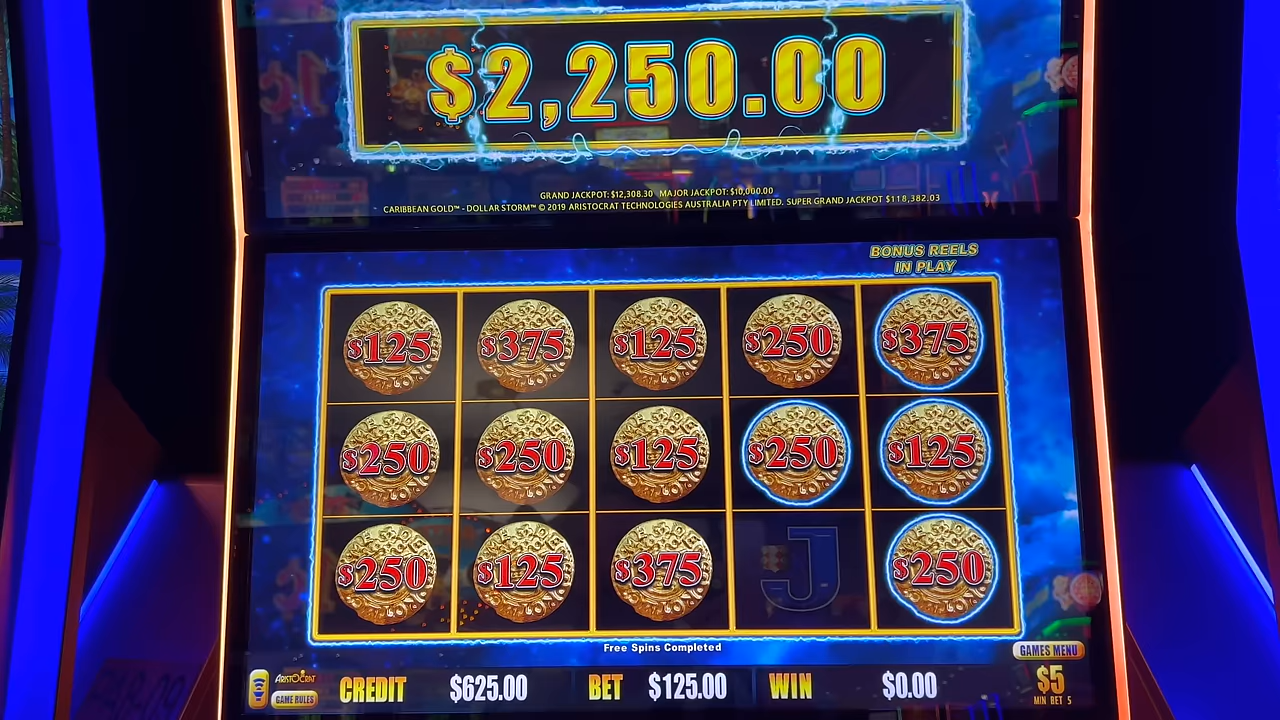 $2,250.00
GRAND JACKPOT: $12,308.30 MAJOR JACKPOT: $10,000.00
CARIBBEAN GOLD™ - DOLLAR STORM™ © 2019 ARISTOCRAT TECHNOLOGIES AUSTRALIA PTY LIMITED. SUPER GRAND JACKPOT $118,382.03
BONUS REELS
IN PLAY
$125 $375 $125 $250 $375
$250 $250 $125 $250 $125
$250 $125 $375 J $250
Free Spins Completed
GAMES MENU
ARISTOCRAT
GAME RULES
CREDIT $625.00 BET $125.00 WIN $0.00 $5
MIN BET 5